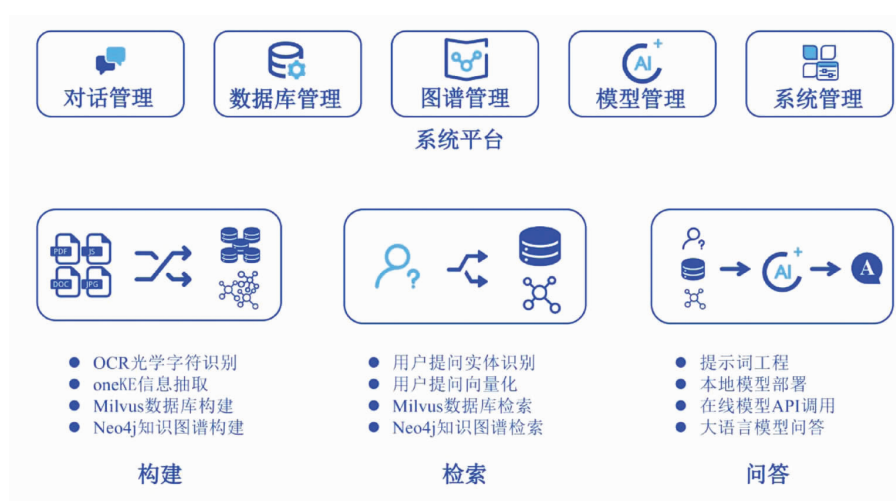 AI
对话管理
数据库管理
图谱管理
模型管理
系统管理
系统平台
PDF
JS
DOC
JPG
?
?
AI
A
OCR光学字符识别
oneKE信息抽取
Milvus数据库构建
Neo4j知识图谱构建
构建
用户提问实体识别
用户提问向量化
Milvus数据库检索
Neo4j知识图谱检索
检索
提示词工程
本地模型部署
在线模型API调用
大语言模型问答
问答